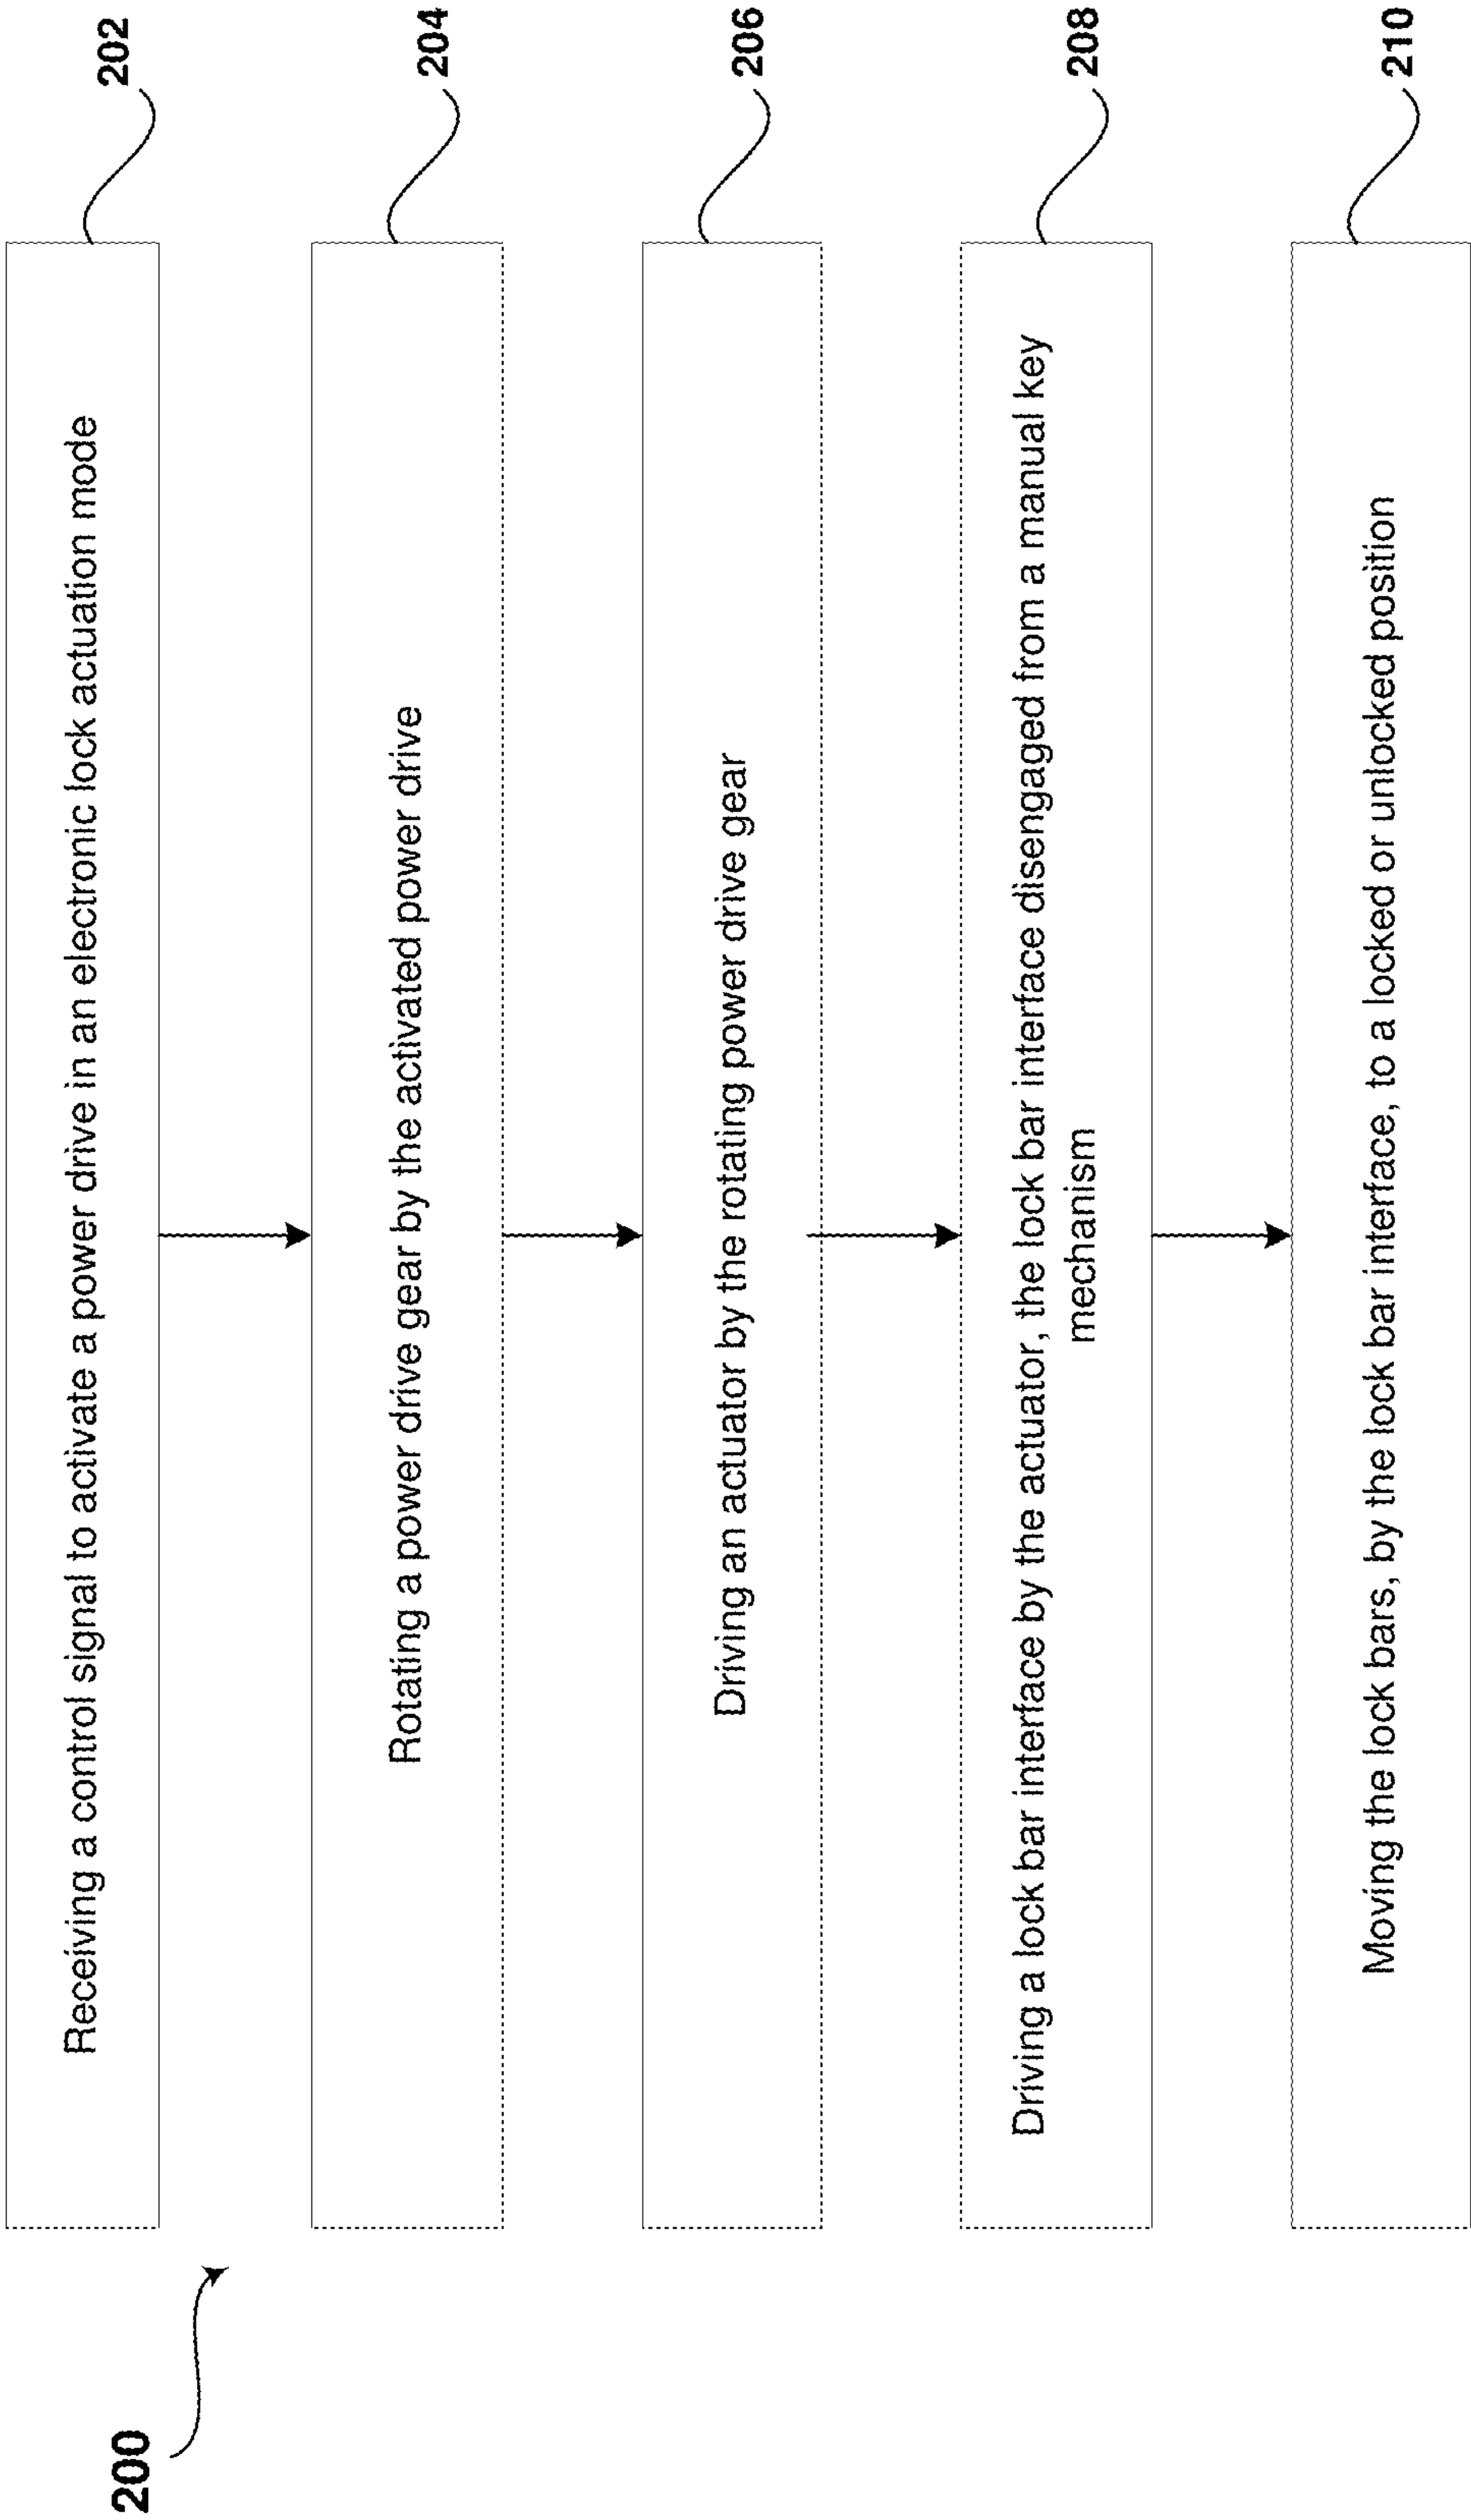 200
Receiving a control signal to activate a power drive in an electronic lock actuation mode
202
Rotating a power drive gear by the activated power drive
204
Driving an actuator by the rotating power drive gear
206
Driving a lock bar interface by the actuator, the lock bar interface disengaged from a manual key
mechanism
208
Moving the lock bars, by the lock bar interface, to a locked or unlocked position
210